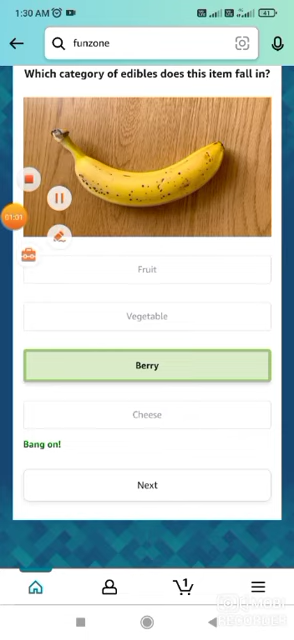 1:30 AM
41
funzone
Which category of edibles does this item fall in?
01:01
Fruit
Vegetable
Berry
Cheese
Bang on!
Next
1
RECORDER